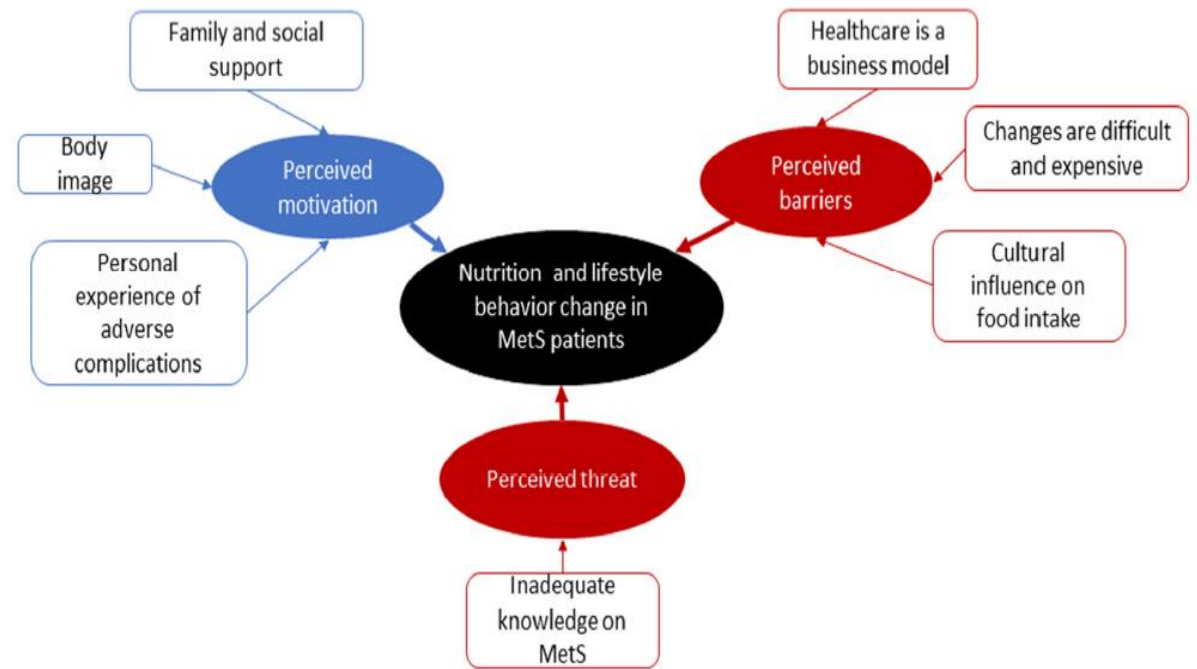 Family and social
support
Healthcare is a
business model
Body
image
Perceived
motivation
Perceived
barriers
Changes are difficult
and expensive
Personal
experience of
adverse
complications
Nutrition and lifestyle
behavior change in
MetS patients
Cultural
influence on
food intake
Perceived threat
Inadequate
knowledge on
MetS